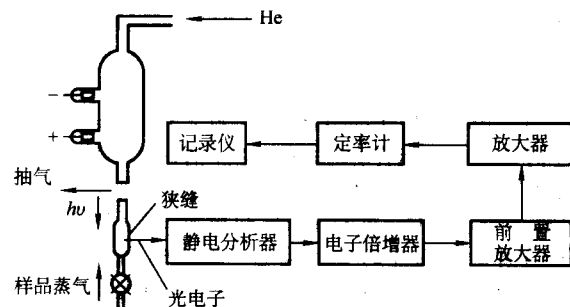 He
−
+
记录仪
定率计
放大器
抽气
hν
狭缝
静电分析器
电子倍增器
前 置
放大器
样品蒸气
光电子